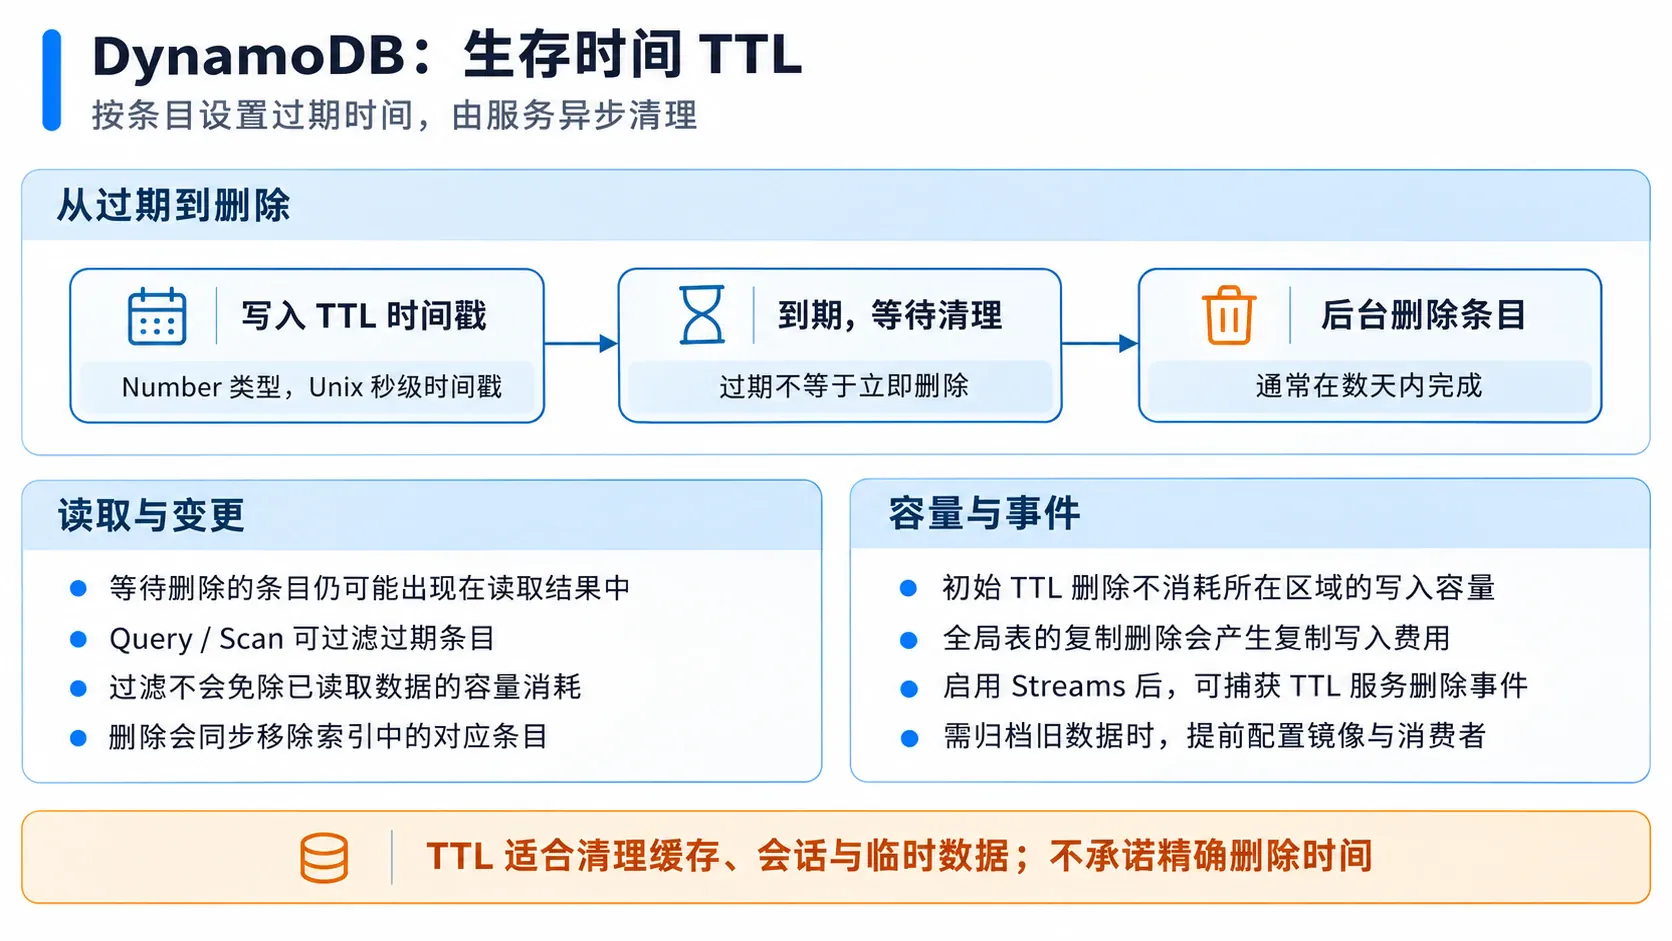 DynamoDB：生存时间 TTL
按条目设置过期时间，由服务异步清理
从过期到删除
写入 TTL 时间戳
Number 类型，Unix 秒级时间戳
到期，等待清理
过期不等于立即删除
后台删除条目
通常在数天内完成
读取与变更
等待删除的条目仍可能出现在读取结果中
Query / Scan 可过滤过期条目
过滤不会免除已读取数据的容量消耗
删除会同步移除索引中的对应条目
容量与事件
初始 TTL 删除不消耗所在区域的写入容量
全局表的复制删除会产生复制写入费用
启用 Streams 后，可捕获 TTL 服务删除事件
需归档旧数据时，提前配置镜像与消费者
TTL 适合清理缓存、会话与临时数据；不承诺精确删除时间